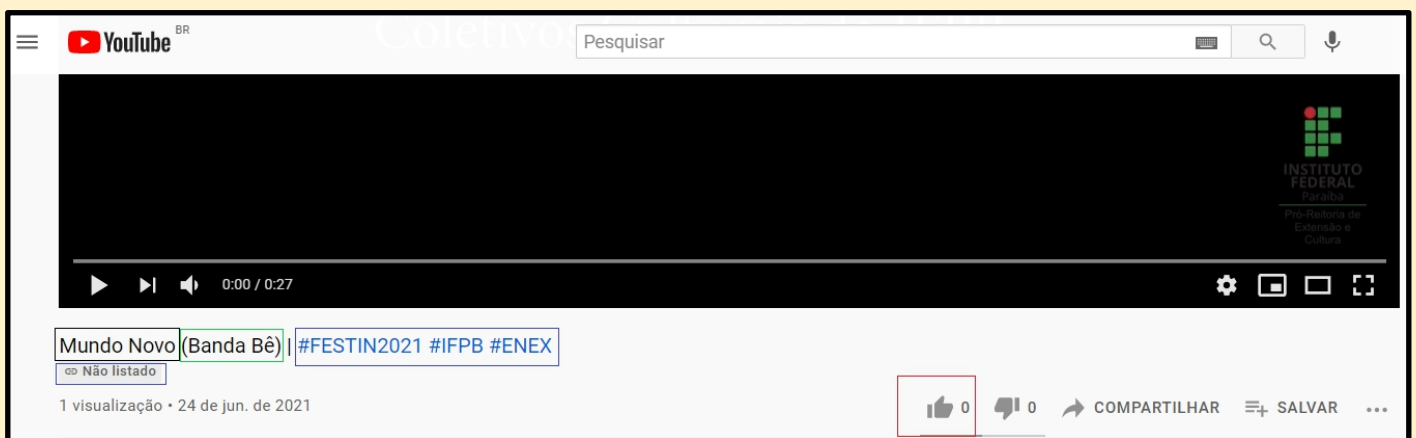 Coletivos
YouTube BR
Pesquisar
INSTITUTO
FEDERAL
Paraíba
Pró-Reitoria de
Extensão e
Cultura
0:00 / 0:27
Mundo Novo (Banda Bê) | #FESTIN2021 #IFPB #ENEX
Não listado
1 visualização • 24 de jun. de 2021
0 0 COMPARTILHAR SALVAR